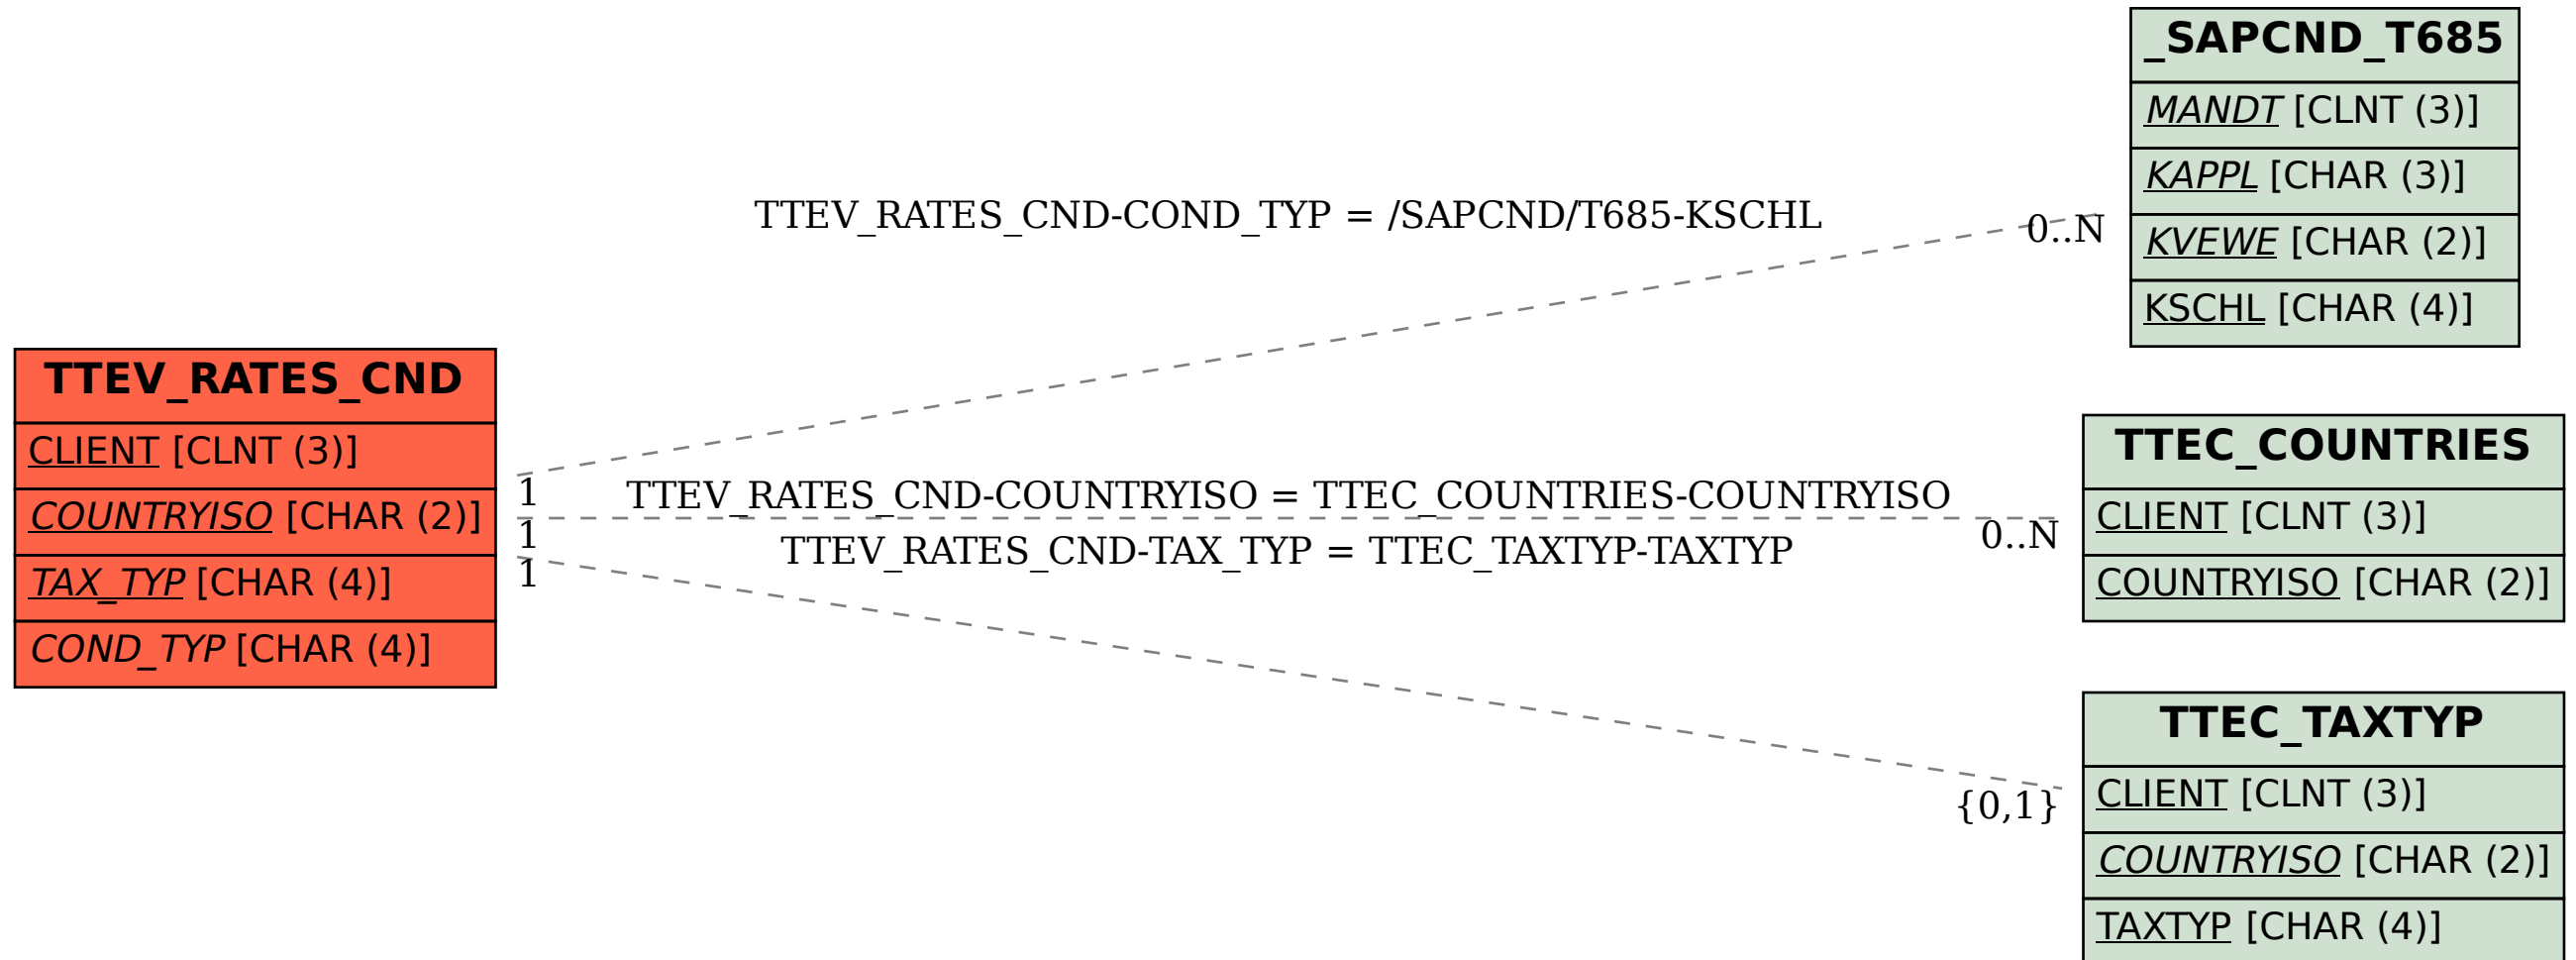 _SAPCND_T685
MANDT [CLNT (3)]
KAPPL [CHAR (3)]
KVEWE [CHAR (2)]
KSCHL [CHAR (4)]
TTEV_RATES_CND-COND_TYP = /SAPCND/T685-KSCHL
0..N
TTEV_RATES_CND
CLIENT [CLNT (3)]
COUNTRYISO [CHAR (2)]
TAX_TYP [CHAR (4)]
COND_TYP [CHAR (4)]
1
TTEV_RATES_CND-COUNTRYISO = TTEC_COUNTRIES-COUNTRYISO
1
0..N
TTEV_RATES_CND-TAX_TYP = TTEC_TAXTYP-TAXTYP
1
{0,1}
TTEC_COUNTRIES
CLIENT [CLNT (3)]
COUNTRYISO [CHAR (2)]
TTEC_TAXTYP
CLIENT [CLNT (3)]
COUNTRYISO [CHAR (2)]
TAXTYP [CHAR (4)]